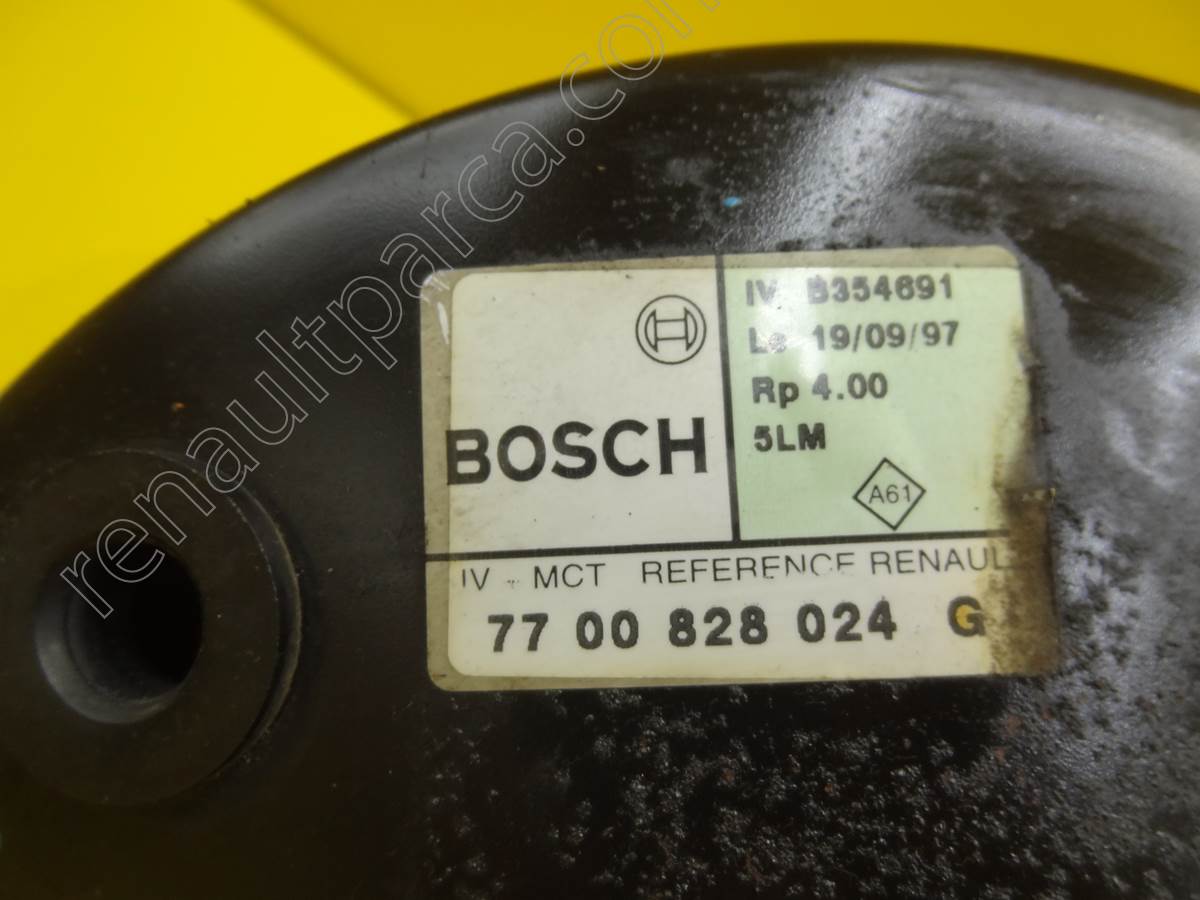 renaultparca.com
IV B354691
Le 19/09/97
Rp 4.00
5LM
A61
BOSCH
IV - MCT REFERENCE RENAUL
77 00 828 024 G